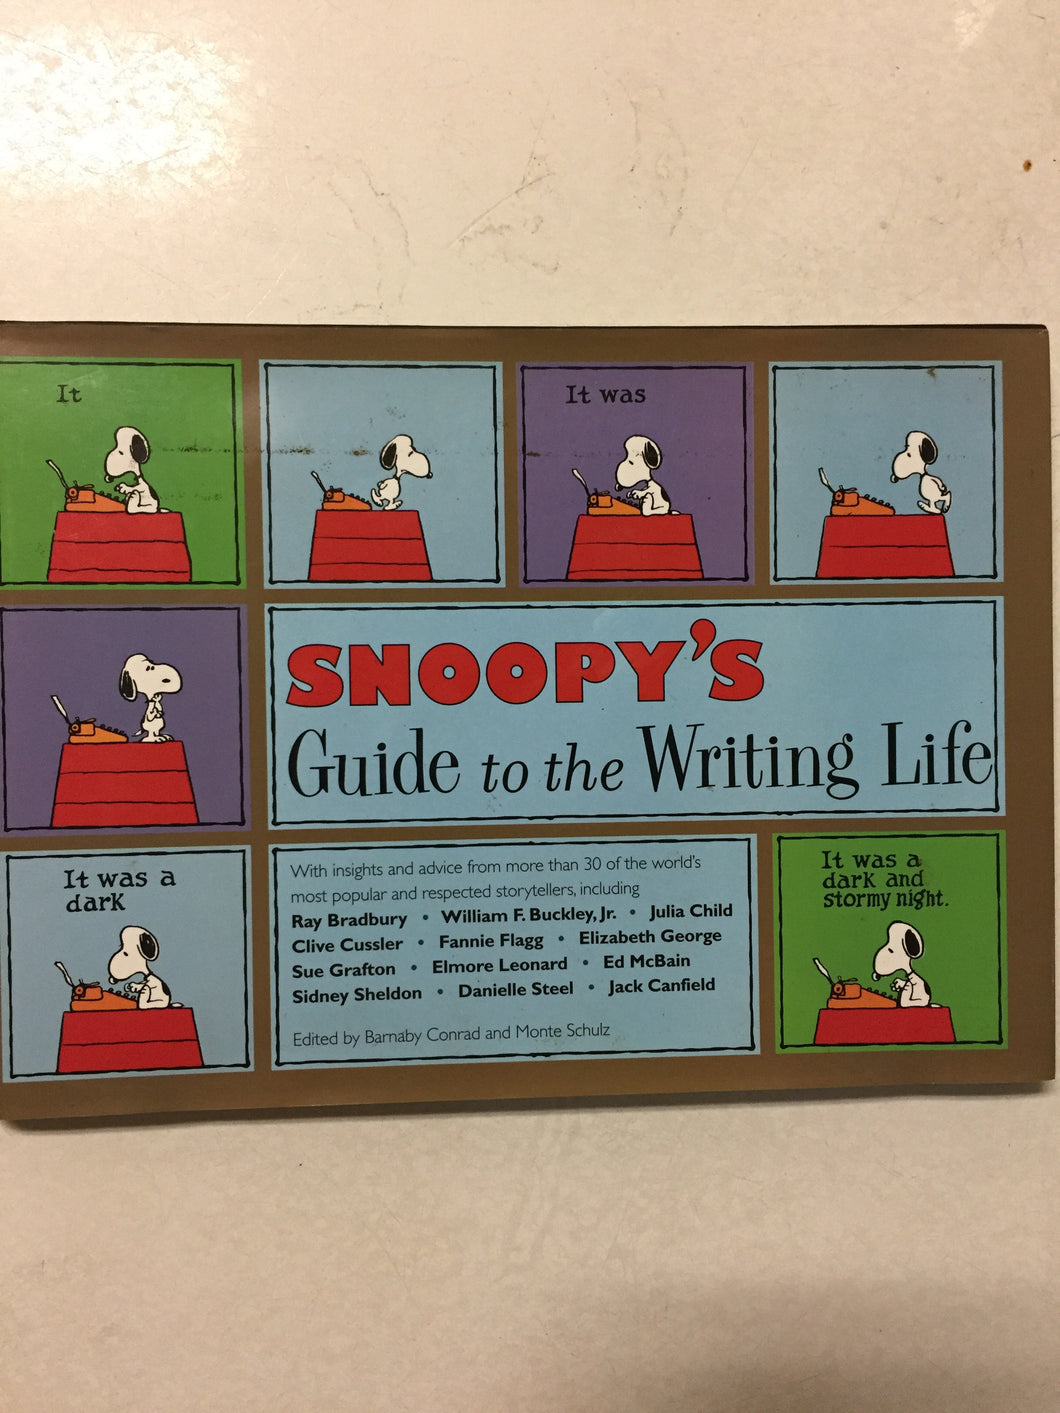 It
It was
SNOOPY'S
Guide to the Writing Life
It was a
dark
With insights and advice from more than 30 of the world's
most popular and respected storytellers, including
Ray Bradbury • William F. Buckley, Jr. • Julia Child
Clive Cussler • Fannie Flagg • Elizabeth George
Sue Grafton • Elmore Leonard • Ed McBain
Sidney Sheldon • Danielle Steel • Jack Canfield
Edited by Barnaby Conrad and Monte Schulz
It was a
dark and
stormy night.